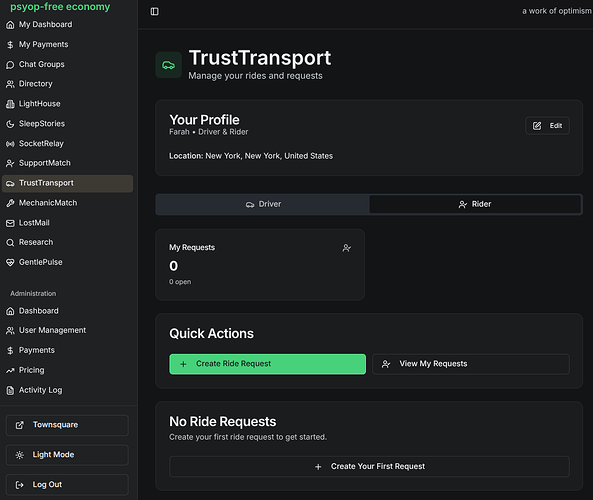 psyop-free economy
My Dashboard
My Payments
Chat Groups
Directory
LightHouse
SleepStories
SocketRelay
SupportMatch
TrustTransport
MechanicMatch
LostMail
Research
GentlePulse
Administration
Dashboard
User Management
Payments
Pricing
Activity Log
Townsquare
Light Mode
Log Out
a work of optimism
TrustTransport
Manage your rides and requests
Your Profile
Farah • Driver & Rider
Edit
Location: New York, New York, United States
Driver
Rider
My Requests
0
0 open
Quick Actions
Create Ride Request
View My Requests
No Ride Requests
Create your first ride request to get started.
Create Your First Request